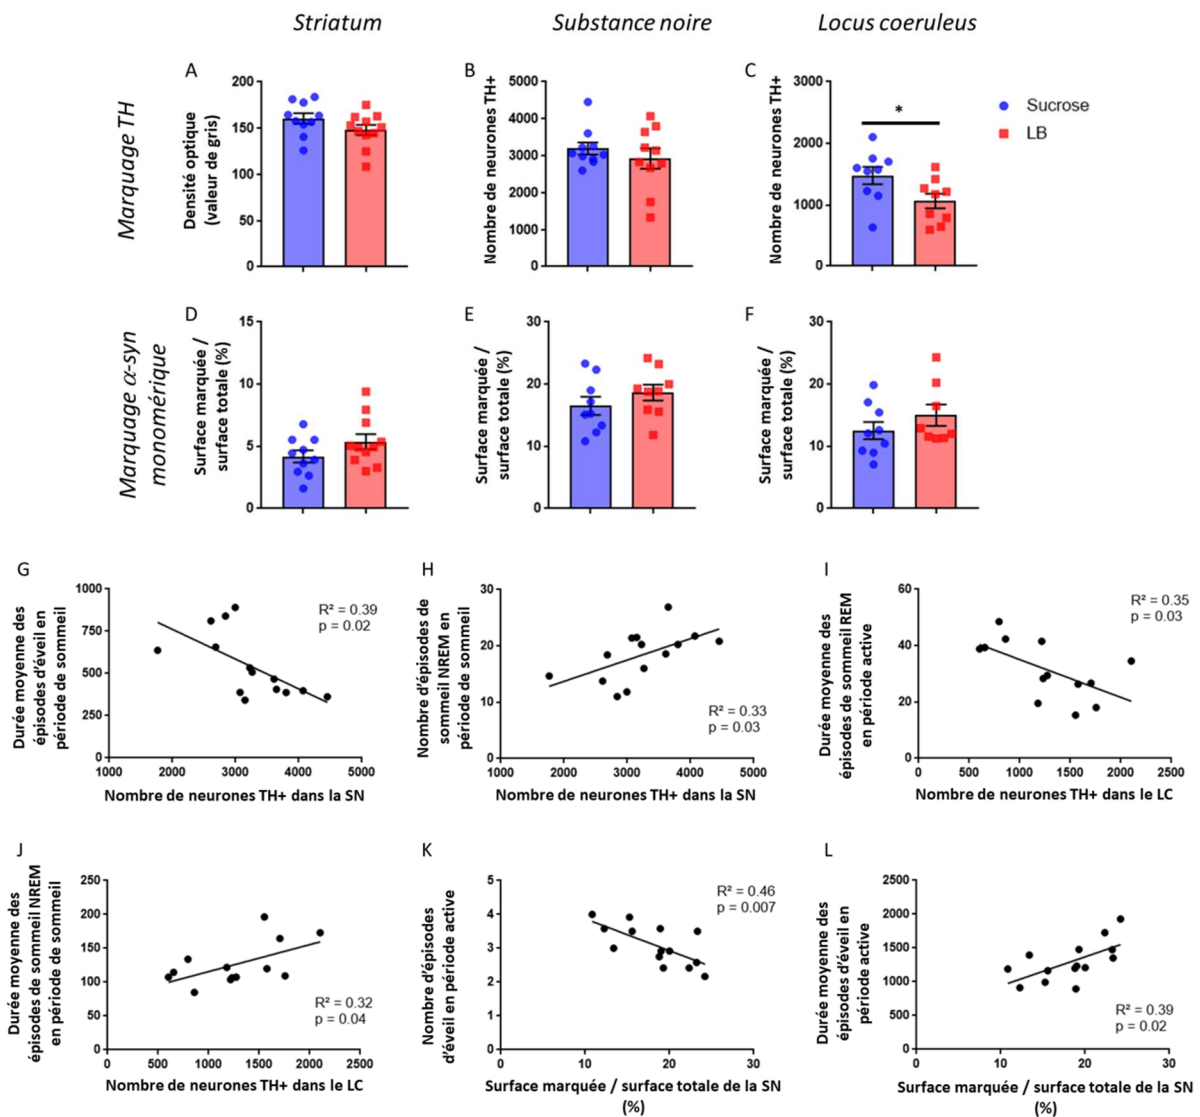 Striatum
Substance noire
Locus coeruleus
Marquage TH
A
Densité optique
(valeur de gris)
200
150
100
50
0
B
Nombre de neurones TH+
5000
4000
3000
2000
1000
0
C
Nombre de neurones TH+
3000
2000
1000
0
*
Sucrose
LB
Marquage α-syn
monomérique
D
Surface marquée /
surface totale (%)
15
10
5
0
E
Surface marquée /
surface totale (%)
30
20
10
0
F
Surface marquée /
surface totale (%)
30
20
10
0
G
Durée moyenne des
épisodes d'éveil en
période de sommeil
1000
750
500
250
0
R² = 0.39
p = 0.02
1000 2000 3000 4000 5000
Nombre de neurones TH+ dans la SN
H
Nombre d'épisodes de
sommeil NREM en
période de sommeil
30
20
10
0
R² = 0.33
p = 0.03
1000 2000 3000 4000 5000
Nombre de neurones TH+ dans la SN
I
Durée moyenne des
épisodes de sommeil REM
en période active
60
40
20
0
R² = 0.35
p = 0.03
0 500 1000 1500 2000 2500
Nombre de neurones TH+ dans le LC
J
Durée moyenne des
épisodes de sommeil NREM
en période de sommeil
250
200
150
100
50
0
R² = 0.32
p = 0.04
0 500 1000 1500 2000 2500
Nombre de neurones TH+ dans le LC
K
Nombre d'épisodes
d'éveil en période active
5
4
3
2
1
0
R² = 0.46
p = 0.007
0 10 20 30
Surface marquée / surface totale de la SN
(%)
L
Durée moyenne des
épisodes d'éveil en
période active
2500
2000
1500
1000
500
0
R² = 0.39
p = 0.02
0 10 20 30
Surface marquée / surface totale de la SN
(%)